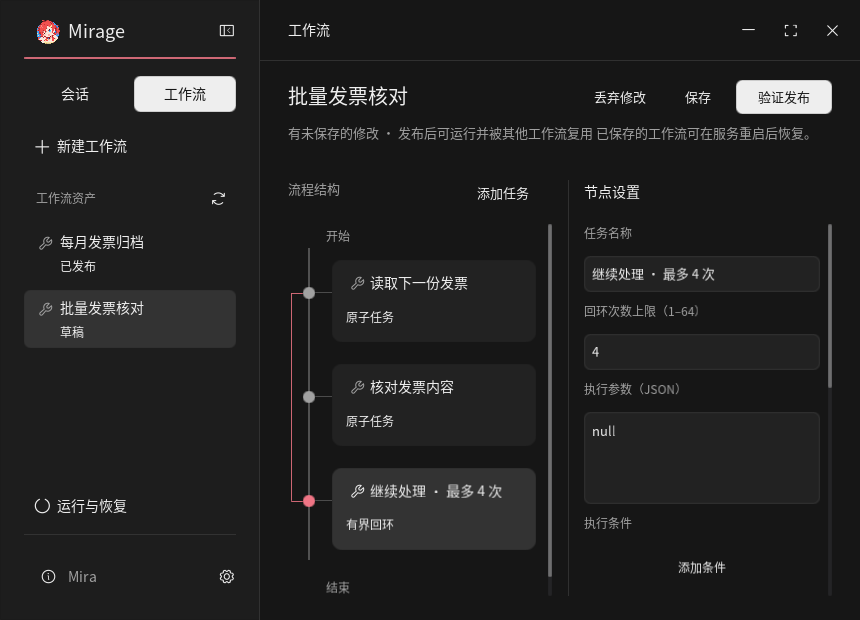 Mirage
工作流
会话
工作流
批量发票核对
丢弃修改
保存
验证发布
有未保存的修改 · 发布后可运行并被其他工作流复用 已保存的工作流可在服务重启后恢复。
新建工作流
工作流资产
每月发票归档
已发布
批量发票核对
草稿
运行与恢复
Mira
流程结构
添加任务
开始
读取下一份发票
原子任务
核对发票内容
原子任务
继续处理 · 最多 4 次
有界回环
结束
节点设置
任务名称
继续处理 · 最多 4 次
回环次数上限（1–64）
4
执行参数（JSON）
null
执行条件
添加条件